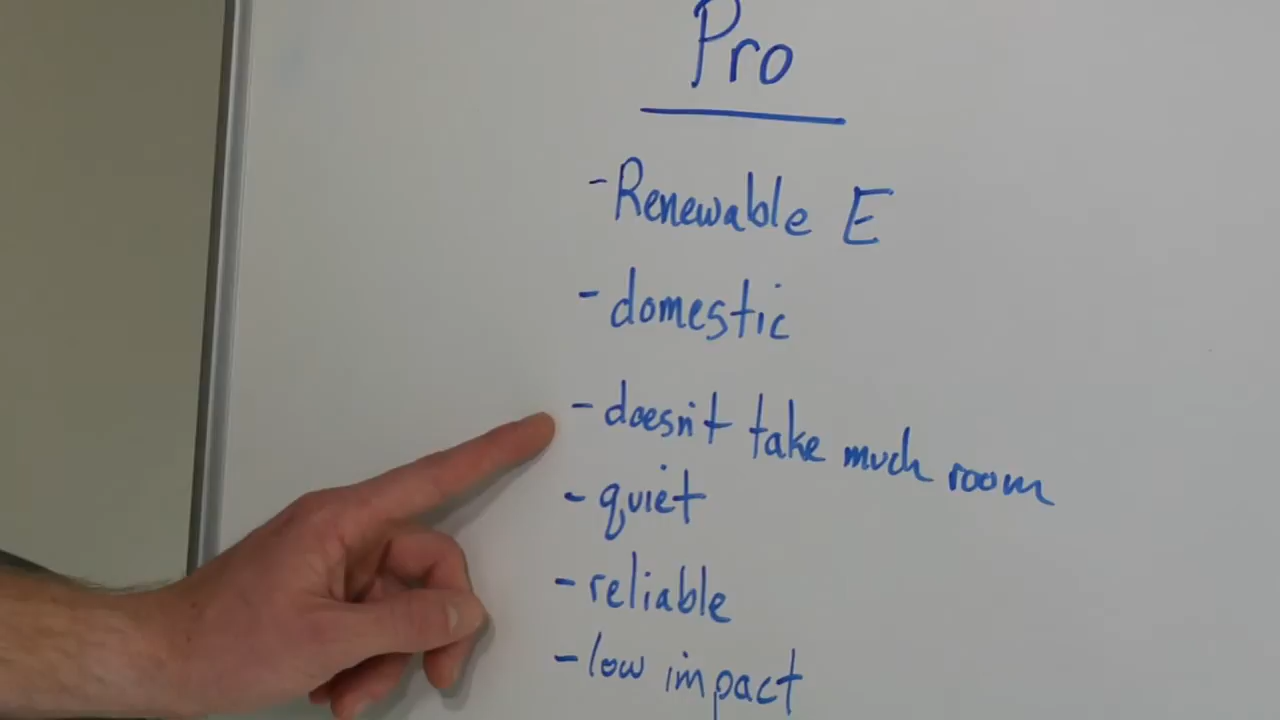 Pro
- Renewable E
- domestic
- doesn't take much room
- quiet
- reliable
- low impact